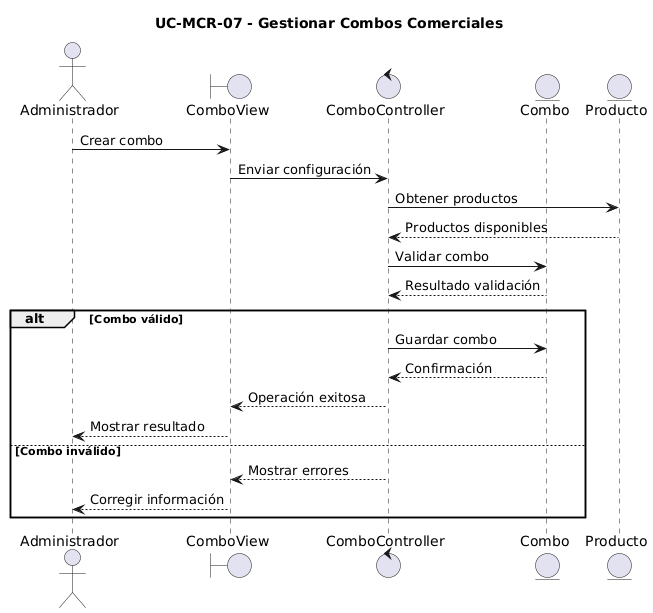 UC-MCR-07 - Gestionar Combos Comerciales
Administrador
ComboView
ComboController
Combo
Producto
Crear combo
Enviar configuración
Obtener productos
Productos disponibles
Validar combo
Resultado validación
alt
[Combo válido]
Guardar combo
Confirmación
Operación exitosa
Mostrar resultado
[Combo inválido]
Mostrar errores
Corregir información
Administrador
ComboView
ComboController
Combo
Producto